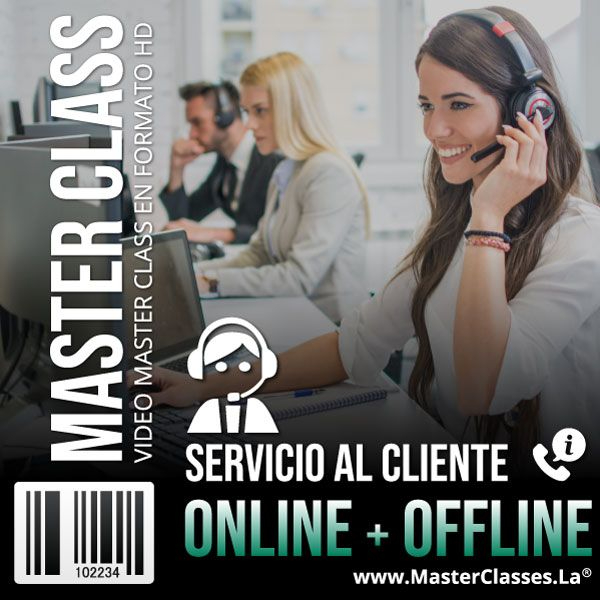 MASTER CLASS
VIDEO MASTER CLASS EN FORMATO HD
i
SERVICIO AL CLIENTE
ONLINE + OFFLINE
102234
www.MasterClasses.La®